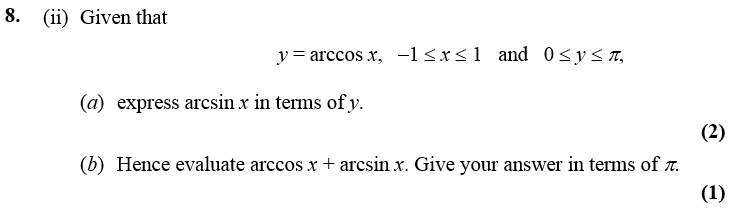 8. (ii) Given that
y = arccos x, −1 ≤ x ≤ 1 and 0 ≤ y ≤ π,
(a) express arcsin x in terms of y.
(2)
(b) Hence evaluate arccos x + arcsin x. Give your answer in terms of π.
(1)